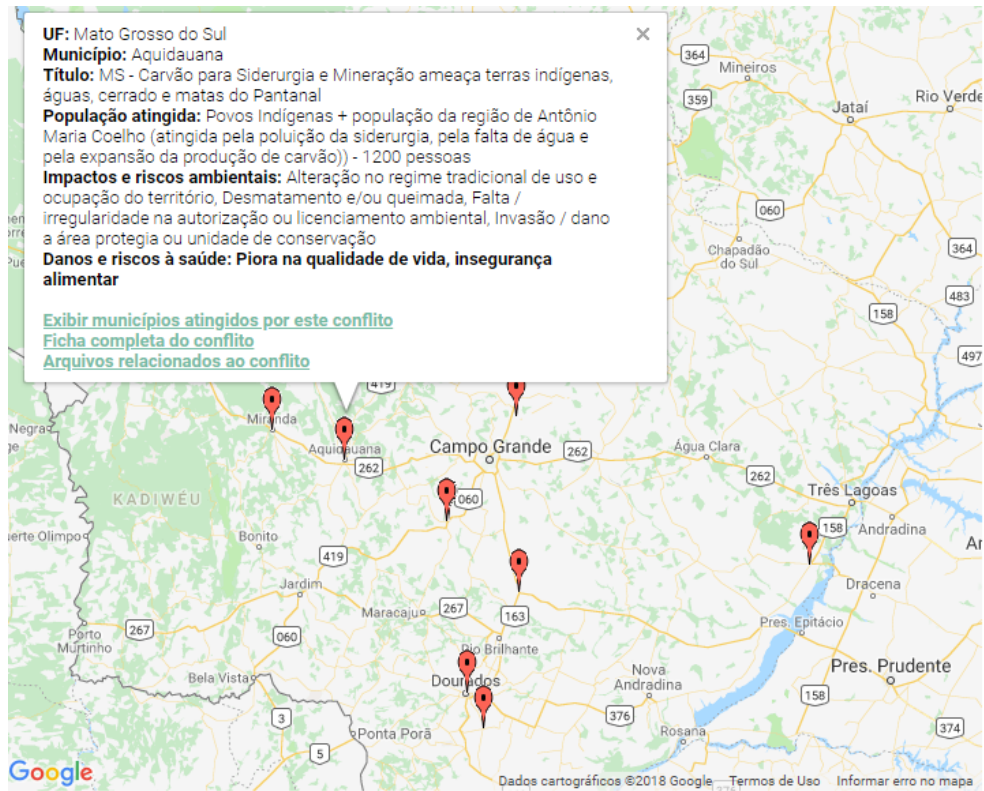 UF: Mato Grosso do Sul
Município: Aquidauana
Título: MS - Carvão para Siderurgia e Mineração ameaça terras indígenas,
águas, cerrado e matas do Pantanal
População atingida: Povos Indígenas + população da região de Antônio
Maria Coelho (atingida pela poluição da siderurgia, pela falta de água e
pela expansão da produção de carvão)) - 1200 pessoas
Impactos e riscos ambientais: Alteração no regime tradicional de uso e
ocupação do território, Desmatamento e/ou queimada, Falta /
irregularidade na autorização ou licenciamento ambiental, Invasão / dano
a área protegia ou unidade de conservação
Danos e riscos à saúde: Piora na qualidade de vida, insegurança
alimentar
Exibir municípios atingidos por este conflito
Ficha completa do conflito
Arquivos relacionados ao conflito
364
Mineiros
359
Jataí
Rio Verde
060
Chapadão
do Sul
364
483
158
497
419
Miranda
Aquidauana
262
Campo Grande
262
Água Clara
262
060
Três Lagoas
158
Andradina
KADIWÉU
Bonito
419
Jardim
Dracena
Maracaju
267
163
Pres. Epitácio
Porto
Murtinho
267
060
Rio Brilhante
Bela Vista
Dourados
Nova
Andradina
Pres. Prudente
158
3
376
Rosana
374
Ponta Porã
5
Google
Dados cartográficos ©2018 Google
Termos de Uso
Informar erro no mapa